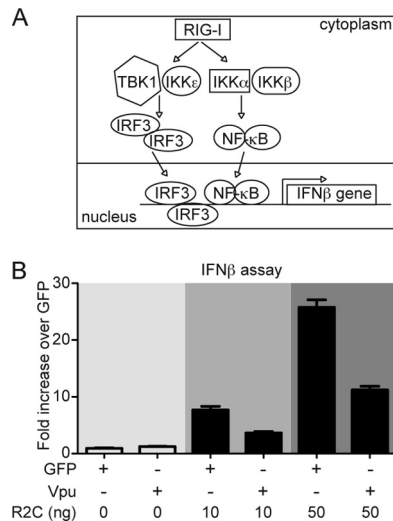 A
cytoplasm
RIG-I
TBK1 IKKε IKKα IKKβ
IRF3
IRF3 NF-κB
IRF3 NF-κB IFNβ gene
IRF3
nucleus
B
IFNβ assay
Fold increase over GFP
30
20
10
0
GFP + - + - + -
Vpu - + - + - +
R2C (ng) 0 0 10 10 50 50